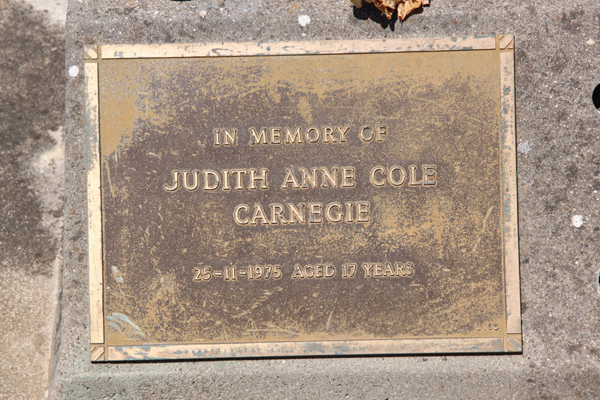 IN MEMORY OF
JUDITH ANNE COLE
CARNEGIE
25-11-1975 AGED 17 YEARS